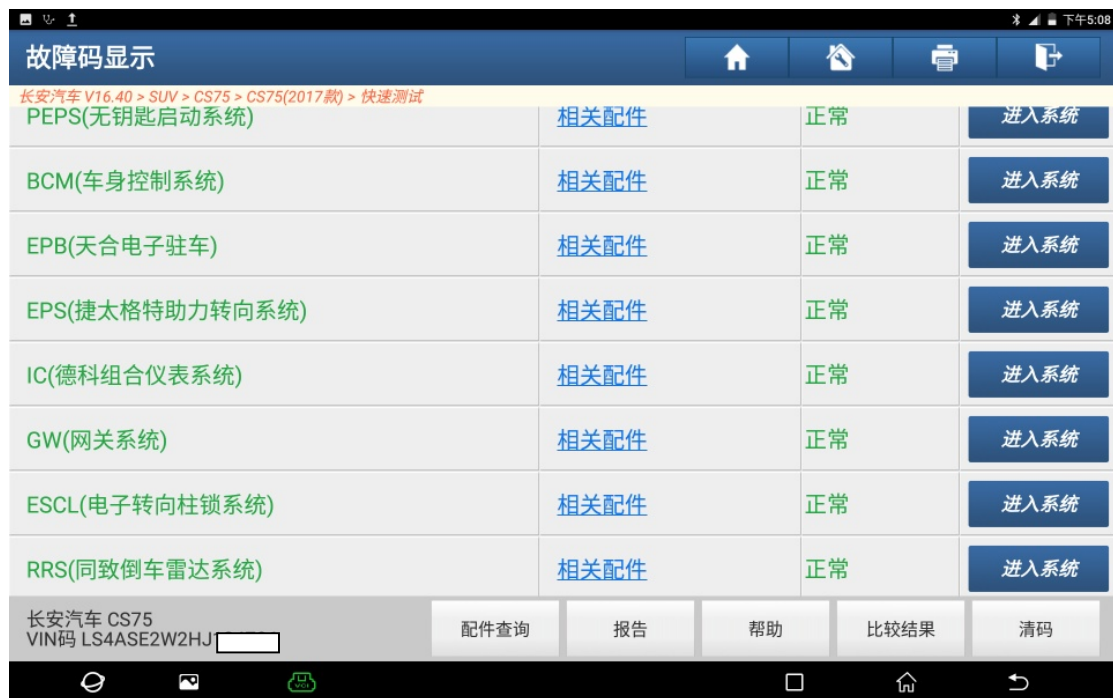 下午5:08
故障码显示
长安汽车 V16.40 > SUV > CS75 > CS75(2017款) > 快速测试
PEPS(无钥匙启动系统) 相关配件 正常 进入系统
BCM(车身控制系统) 相关配件 正常 进入系统
EPB(天合电子驻车) 相关配件 正常 进入系统
EPS(捷太格特助力转向系统) 相关配件 正常 进入系统
IC(德科组合仪表系统) 相关配件 正常 进入系统
GW(网关系统) 相关配件 正常 进入系统
ESCL(电子转向柱锁系统) 相关配件 正常 进入系统
RRS(同致倒车雷达系统) 相关配件 正常 进入系统
长安汽车 CS75
VIN码 LS4ASE2W2HJ
配件查询 报告 帮助 比较结果 清码
VCI